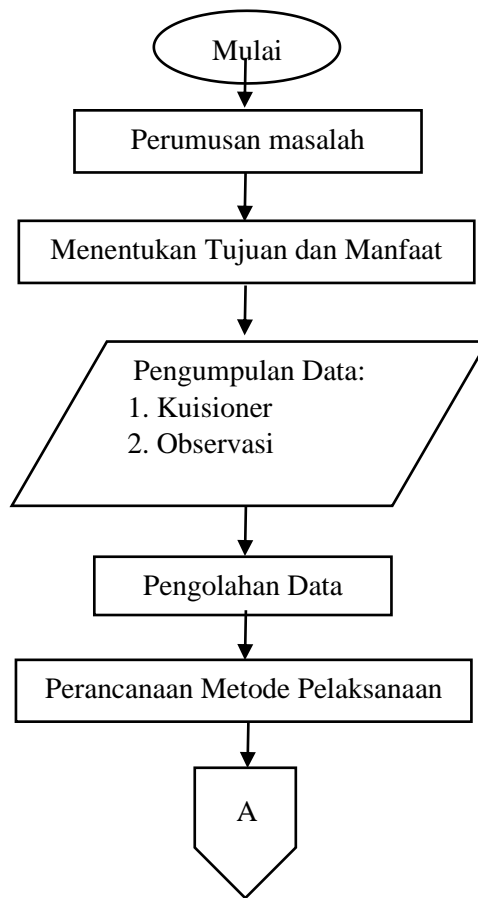 Mulai
Perumusan masalah
Menentukan Tujuan dan Manfaat
Pengumpulan Data:
1. Kuisioner
2. Observasi
Pengolahan Data
Perancanaan Metode Pelaksanaan
A